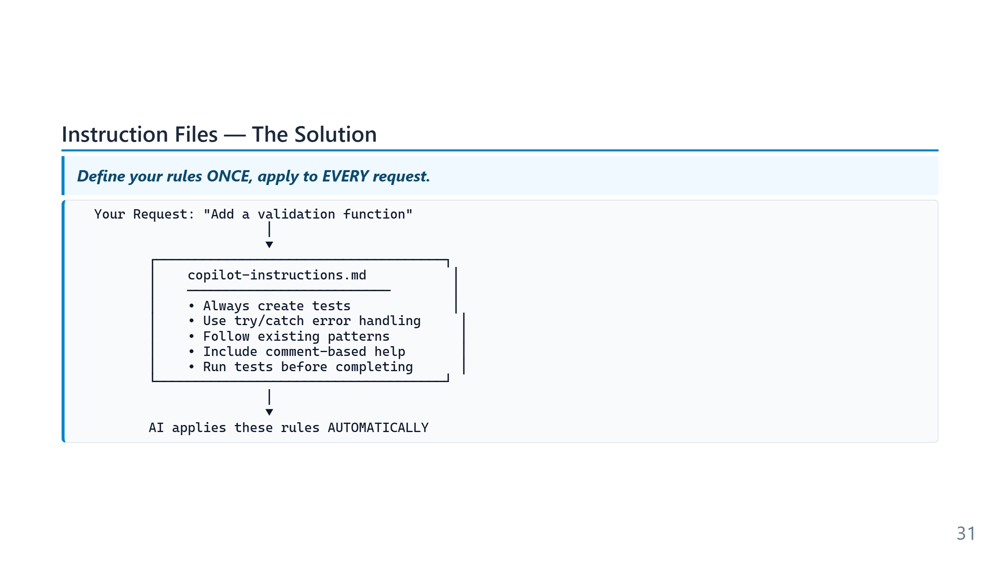 Instruction Files — The Solution
Define your rules ONCE, apply to EVERY request.
Your Request: "Add a validation function"
copilot-instructions.md
• Always create tests
• Use try/catch error handling
• Follow existing patterns
• Include comment-based help
• Run tests before completing
AI applies these rules AUTOMATICALLY
31